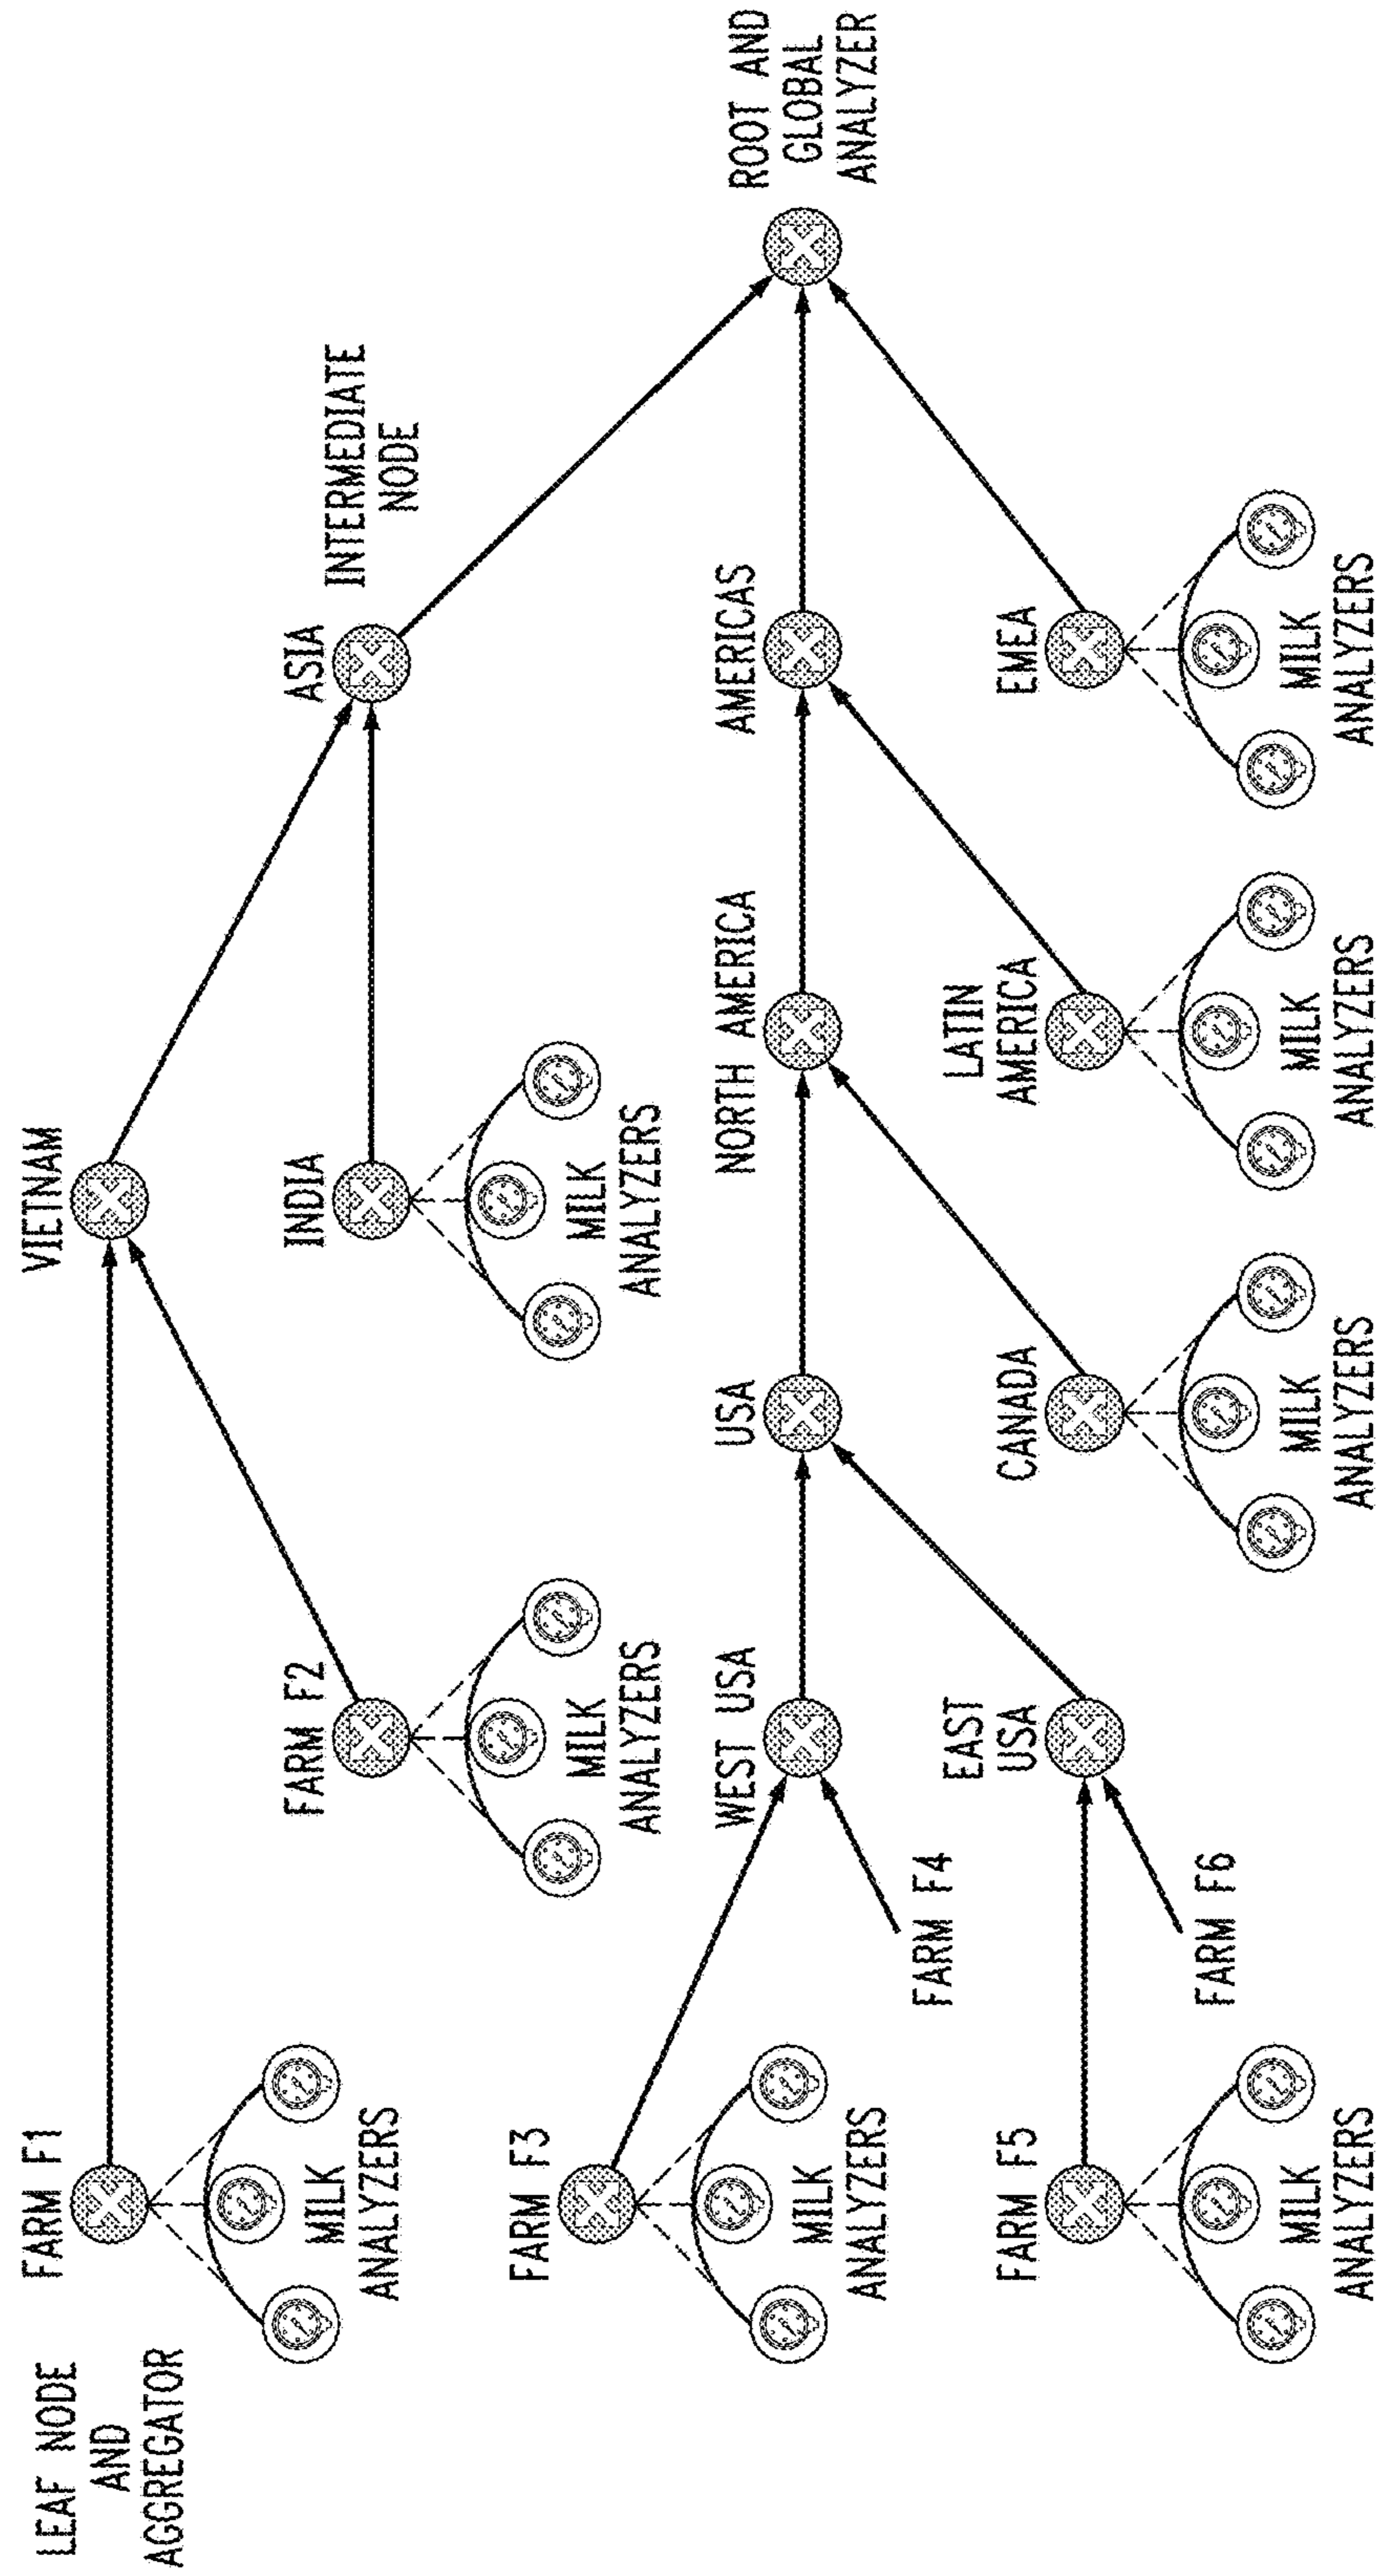 LEAF NODE
AND
AGGREGATOR
FARM F1
MILK
ANALYZERS
VIETNAM
FARM F2
MILK
ANALYZERS
INDIA
MILK
ANALYZERS
ASIA
INTERMEDIATE
NODE
ROOT AND
GLOBAL
ANALYZER
FARM F3
MILK
ANALYZERS
WEST USA
FARM F4
USA
NORTH AMERICA
AMERICAS
FARM F5
MILK
ANALYZERS
EAST
USA
FARM F6
CANADA
MILK
ANALYZERS
LATIN
AMERICA
MILK
ANALYZERS
EMEA
MILK
ANALYZERS